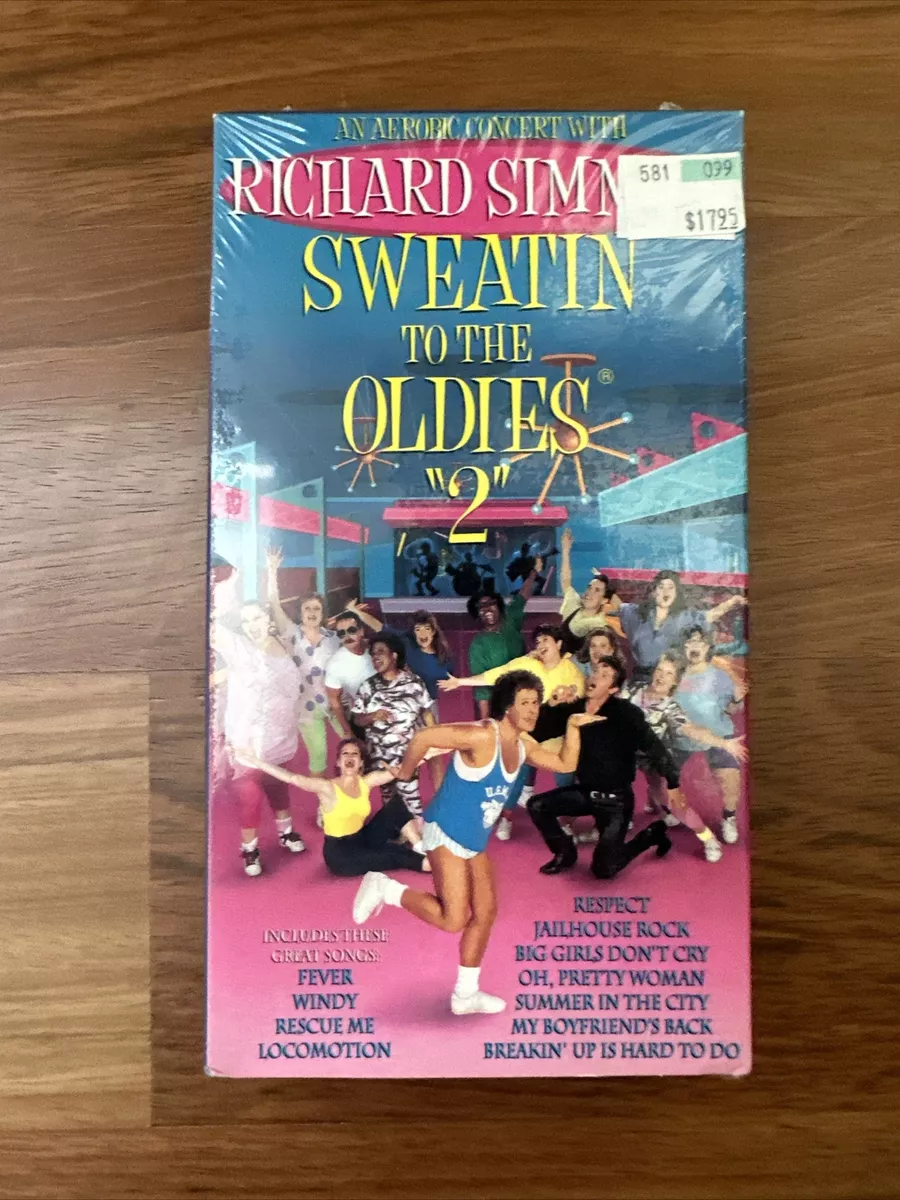 AN AEROBIC CONCERT WITH
RICHARD SIMM
581 099
$17.95
SWEATIN
TO THE
OLDIES®
"2"
INCLUDES THESE
GREAT SONGS:
FEVER
WINDY
RESCUE ME
LOCOMOTION
RESPECT
JAILHOUSE ROCK
BIG GIRLS DON'T CRY
OH, PRETTY WOMAN
SUMMER IN THE CITY
MY BOYFRIEND'S BACK
BREAKIN' UP IS HARD TO DO